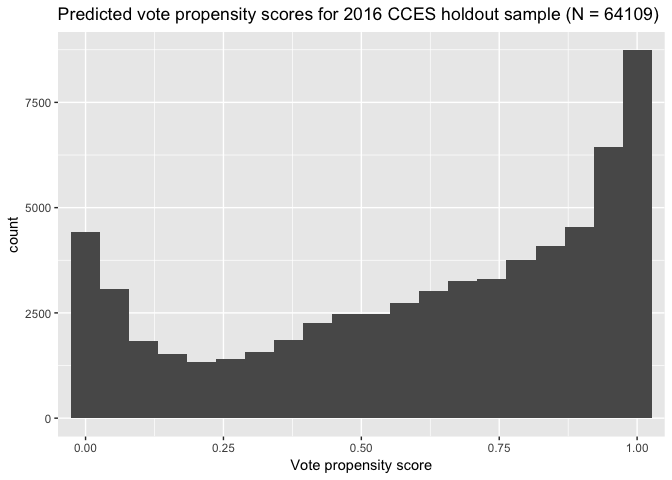 Predicted vote propensity scores for 2016 CCES holdout sample (N = 64109)
7500
5000
2500
0
count
0.00 0.25 0.50 0.75 1.00
Vote propensity score